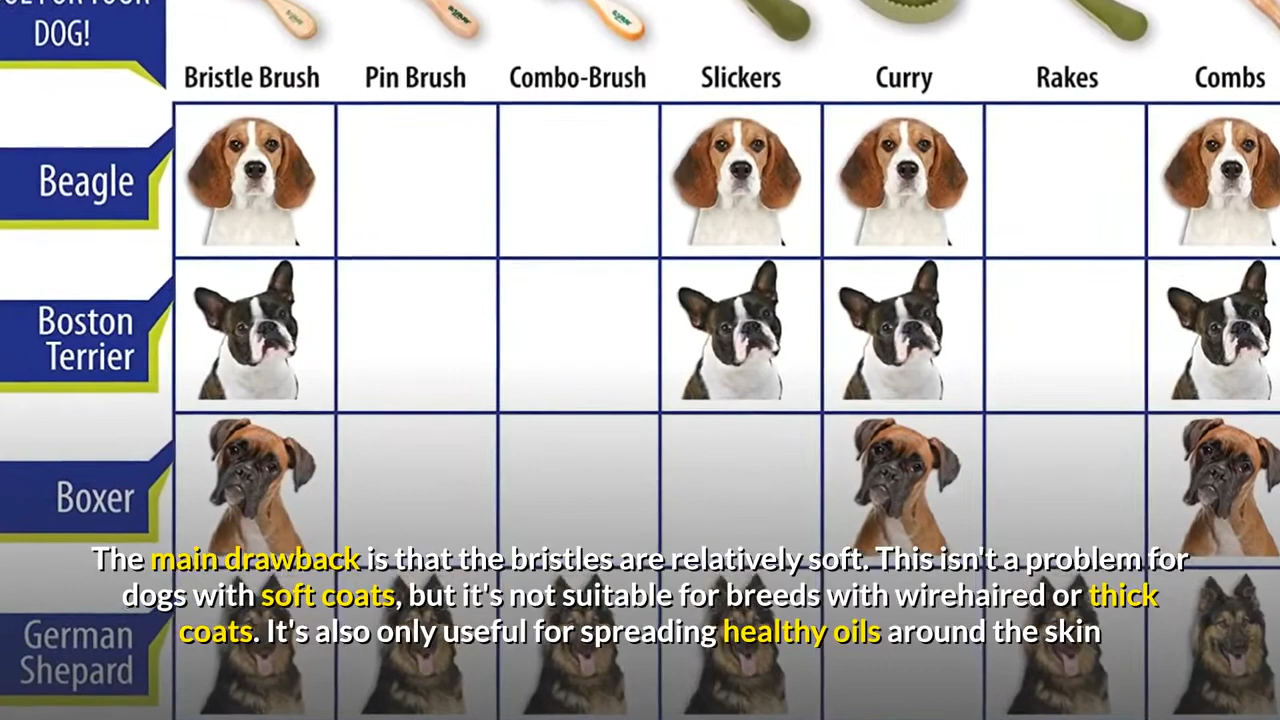 DOG!
Bristle Brush Pin Brush Combo-Brush Slickers Curry Rakes Combs
Beagle
Boston
Terrier
Boxer
German
Shepard
The main drawback is that the bristles are relatively soft. This isn't a problem for
dogs with soft coats, but it's not suitable for breeds with wirehaired or thick
coats. It's also only useful for spreading healthy oils around the skin